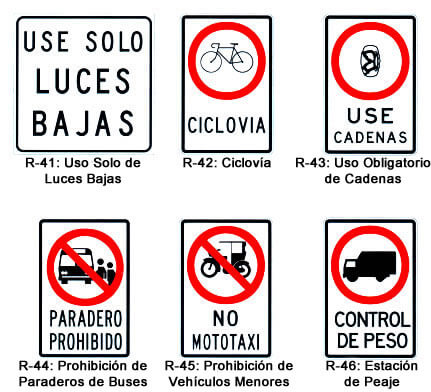 USE SOLO
LUCES
BAJAS
R-41: Uso Solo de
Luces Bajas
CICLOVIA
R-42: Ciclovía
USE
CADENAS
R-43: Uso Obligatorio
de Cadenas
PARADERO
PROHIBIDO
R-44: Prohibición de
Paraderos de Buses
NO
MOTOTAXI
R-45: Prohibición de
Vehículos Menores
CONTROL
DE PESO
R-46: Estación
de Peaje